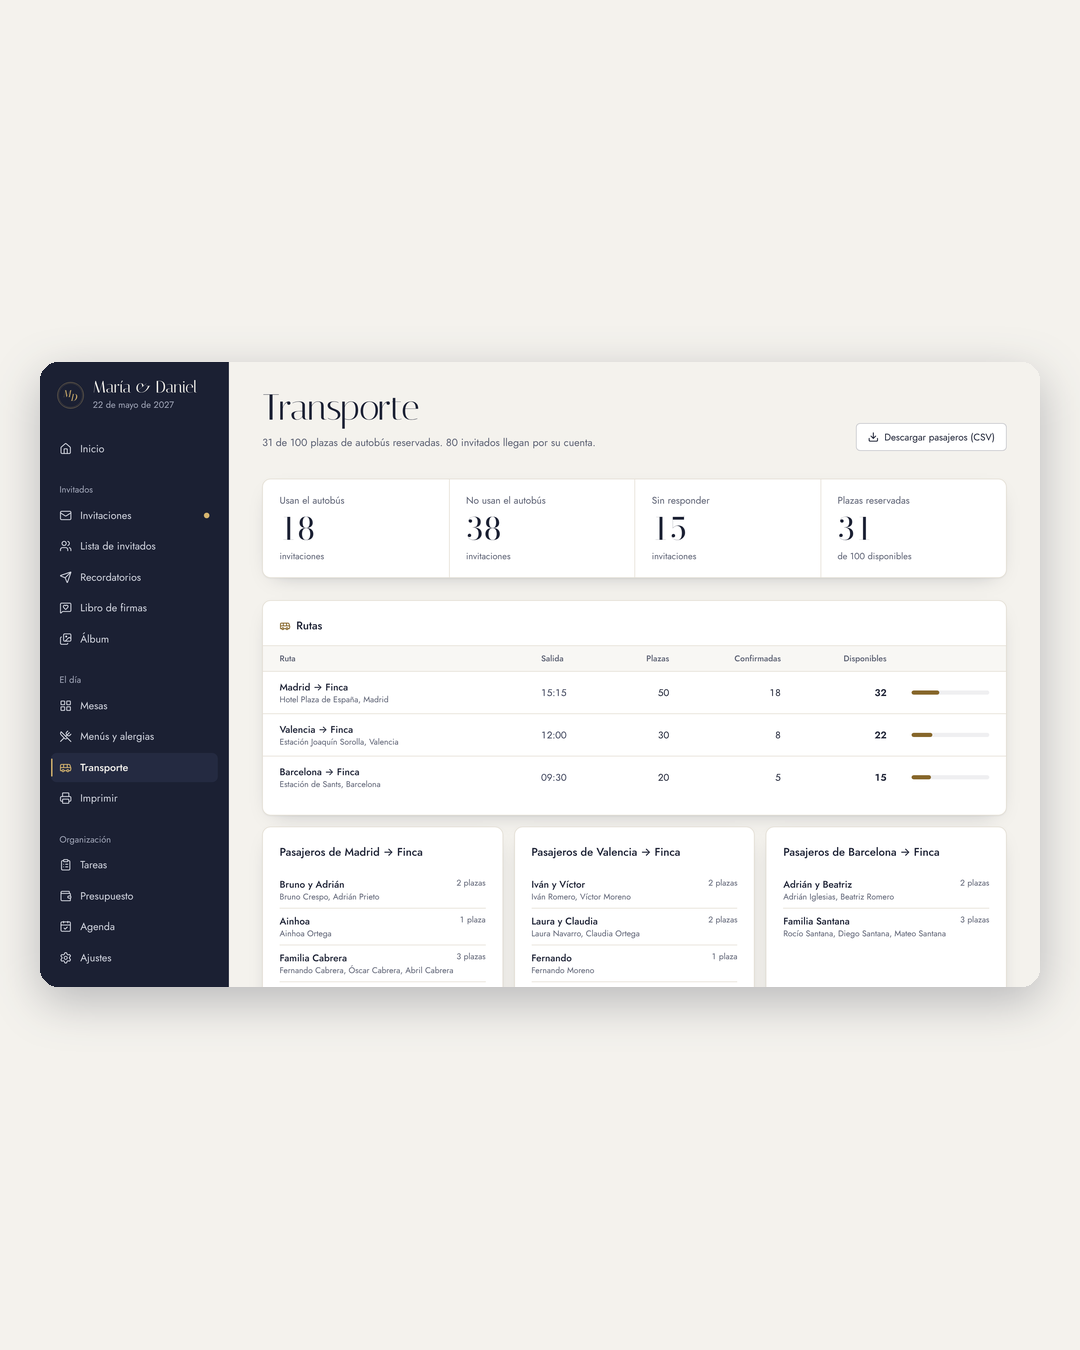 MD
María & Daniel
22 de mayo de 2027
Inicio
Invitados
Invitaciones
Lista de invitados
Recordatorios
Libro de firmas
Álbum
El día
Mesas
Menús y alergias
Transporte
Imprimir
Organización
Tareas
Presupuesto
Agenda
Ajustes
Transporte
31 de 100 plazas de autobús reservadas. 80 invitados llegan por su cuenta.
Descargar pasajeros (CSV)
Usan el autobús
18
invitaciones
No usan el autobús
38
invitaciones
Sin responder
15
invitaciones
Plazas reservadas
31
de 100 disponibles
Rutas
Ruta Salida Plazas Confirmadas Disponibles
Madrid → Finca 15:15 50 18 32
Hotel Plaza de España, Madrid
Valencia → Finca 12:00 30 8 22
Estación Joaquín Sorolla, Valencia
Barcelona → Finca 09:30 20 5 15
Estación de Sants, Barcelona
Pasajeros de Madrid → Finca
Bruno y Adrián 2 plazas
Bruno Crespo, Adrián Prieto
Ainhoa 1 plaza
Ainhoa Ortega
Familia Cabrera 3 plazas
Fernando Cabrera, Óscar Cabrera, Abril Cabrera
Pasajeros de Valencia → Finca
Iván y Víctor 2 plazas
Iván Romero, Víctor Moreno
Laura y Claudia 2 plazas
Laura Navarro, Claudia Ortega
Fernando 1 plaza
Fernando Moreno
Pasajeros de Barcelona → Finca
Adrián y Beatriz 2 plazas
Adrián Iglesias, Beatriz Romero
Familia Santana 3 plazas
Rocío Santana, Diego Santana, Mateo Santana